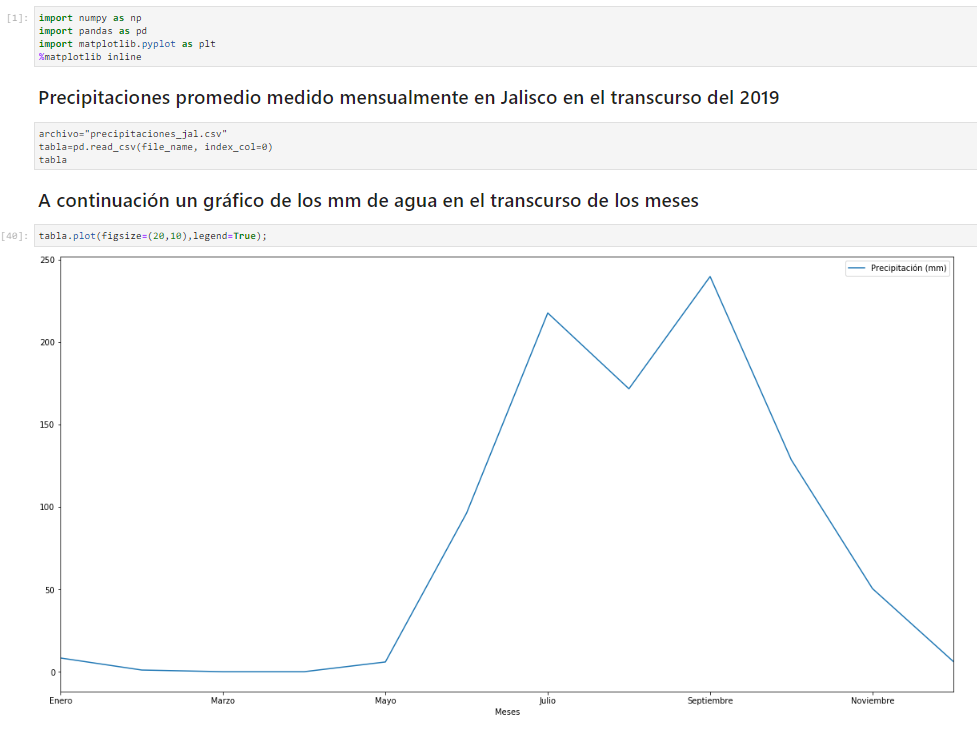 [1]: import numpy as np
import pandas as pd
import matplotlib.pyplot as plt
%matplotlib inline
Precipitaciones promedio medido mensualmente en Jalisco en el transcurso del 2019
archivo="precipitaciones_jal.csv"
tabla=pd.read_csv(file_name, index_col=0)
tabla
A continuación un gráfico de los mm de agua en el transcurso de los meses
[40]: tabla.plot(figsize=(20,10),legend=True);
250
Precipitación (mm)
200
150
100
50
0
Enero Marzo Mayo Julio Septiembre Noviembre
Meses